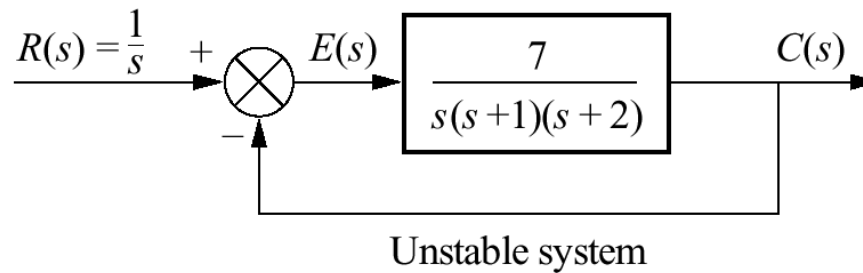 R(s) = 1/s
+
−
E(s)
7
s(s +1)(s + 2)
C(s)
Unstable system